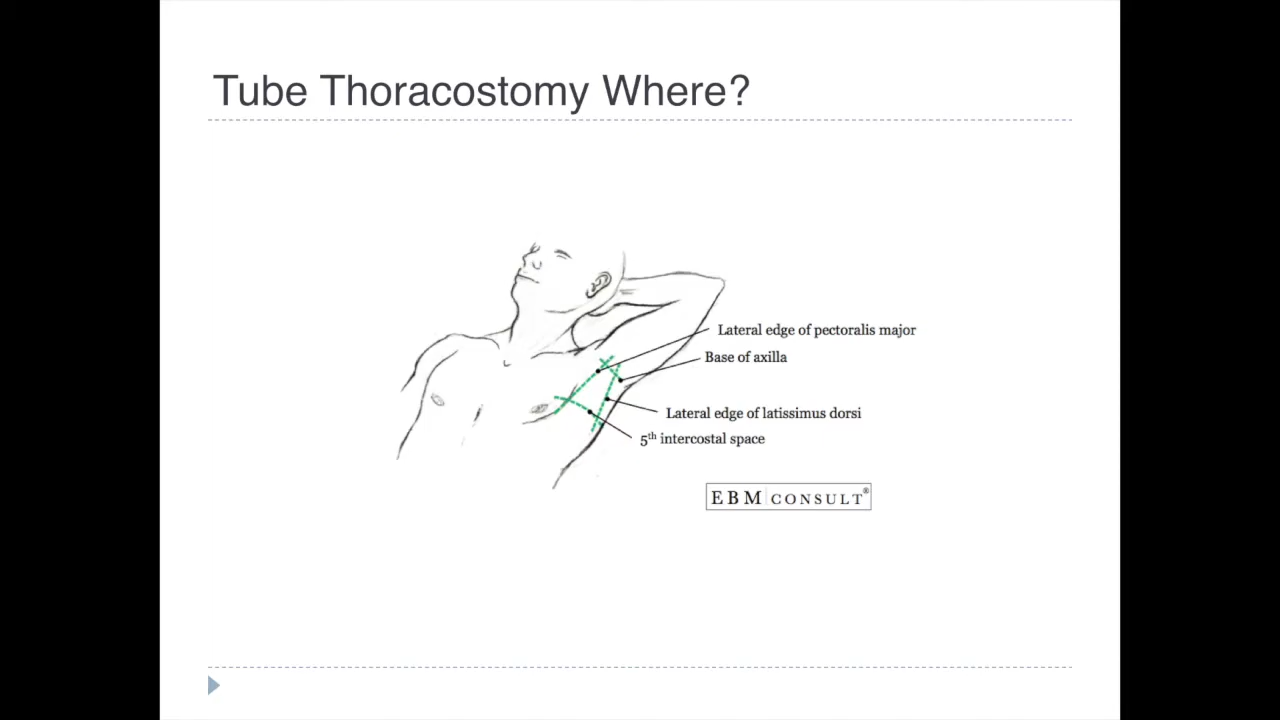 Tube Thoracostomy Where?
Lateral edge of pectoralis major
Base of axilla
Lateral edge of latissimus dorsi
5th intercostal space
EBM CONSULT®